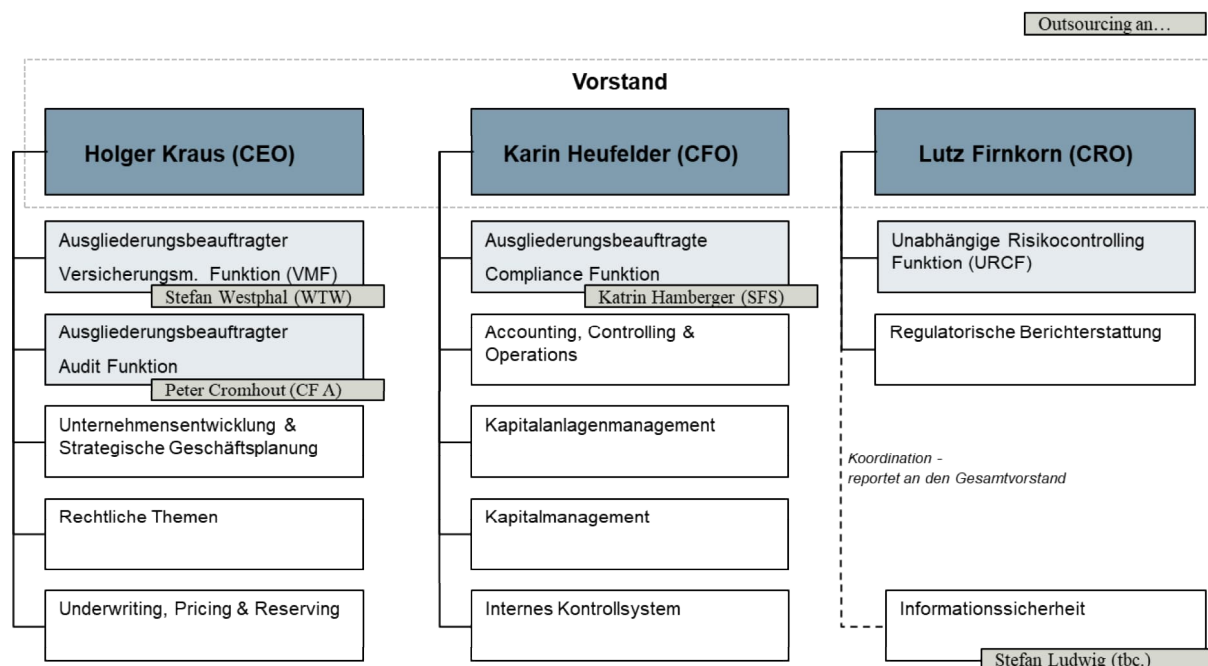 Outsourcing an…
Vorstand
Holger Kraus (CEO)
Ausgliederungsbeauftragter
Versicherungsm. Funktion (VMF)
Stefan Westphal (WTW)
Ausgliederungsbeauftragter
Audit Funktion
Peter Cromhout (CF A)
Unternehmensentwicklung &
Strategische Geschäftsplanung
Rechtliche Themen
Underwriting, Pricing & Reserving
Karin Heufelder (CFO)
Ausgliederungsbeauftragte
Compliance Funktion
Katrin Hamberger (SFS)
Accounting, Controlling &
Operations
Kapitalanlagenmanagement
Kapitalmanagement
Internes Kontrollsystem
Lutz Firnkorn (CRO)
Unabhängige Risikocontrolling
Funktion (URCF)
Regulatorische Berichterstattung
Koordination -
reportet an den Gesamtvorstand
Informationssicherheit
Stefan Ludwig (tbc.)